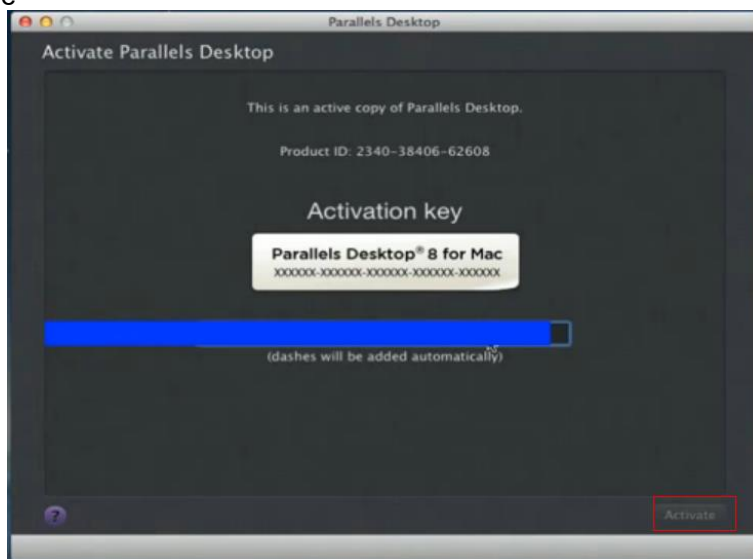 Parallels Desktop
Activate Parallels Desktop
This is an active copy of Parallels Desktop.
Product ID: 2340-38406-62608
Activation key
Parallels Desktop® 8 for Mac
XXXXXX-XXXXXX-XXXXXX-XXXXXX-XXXXXX
(dashes will be added automatically)
?
Activate